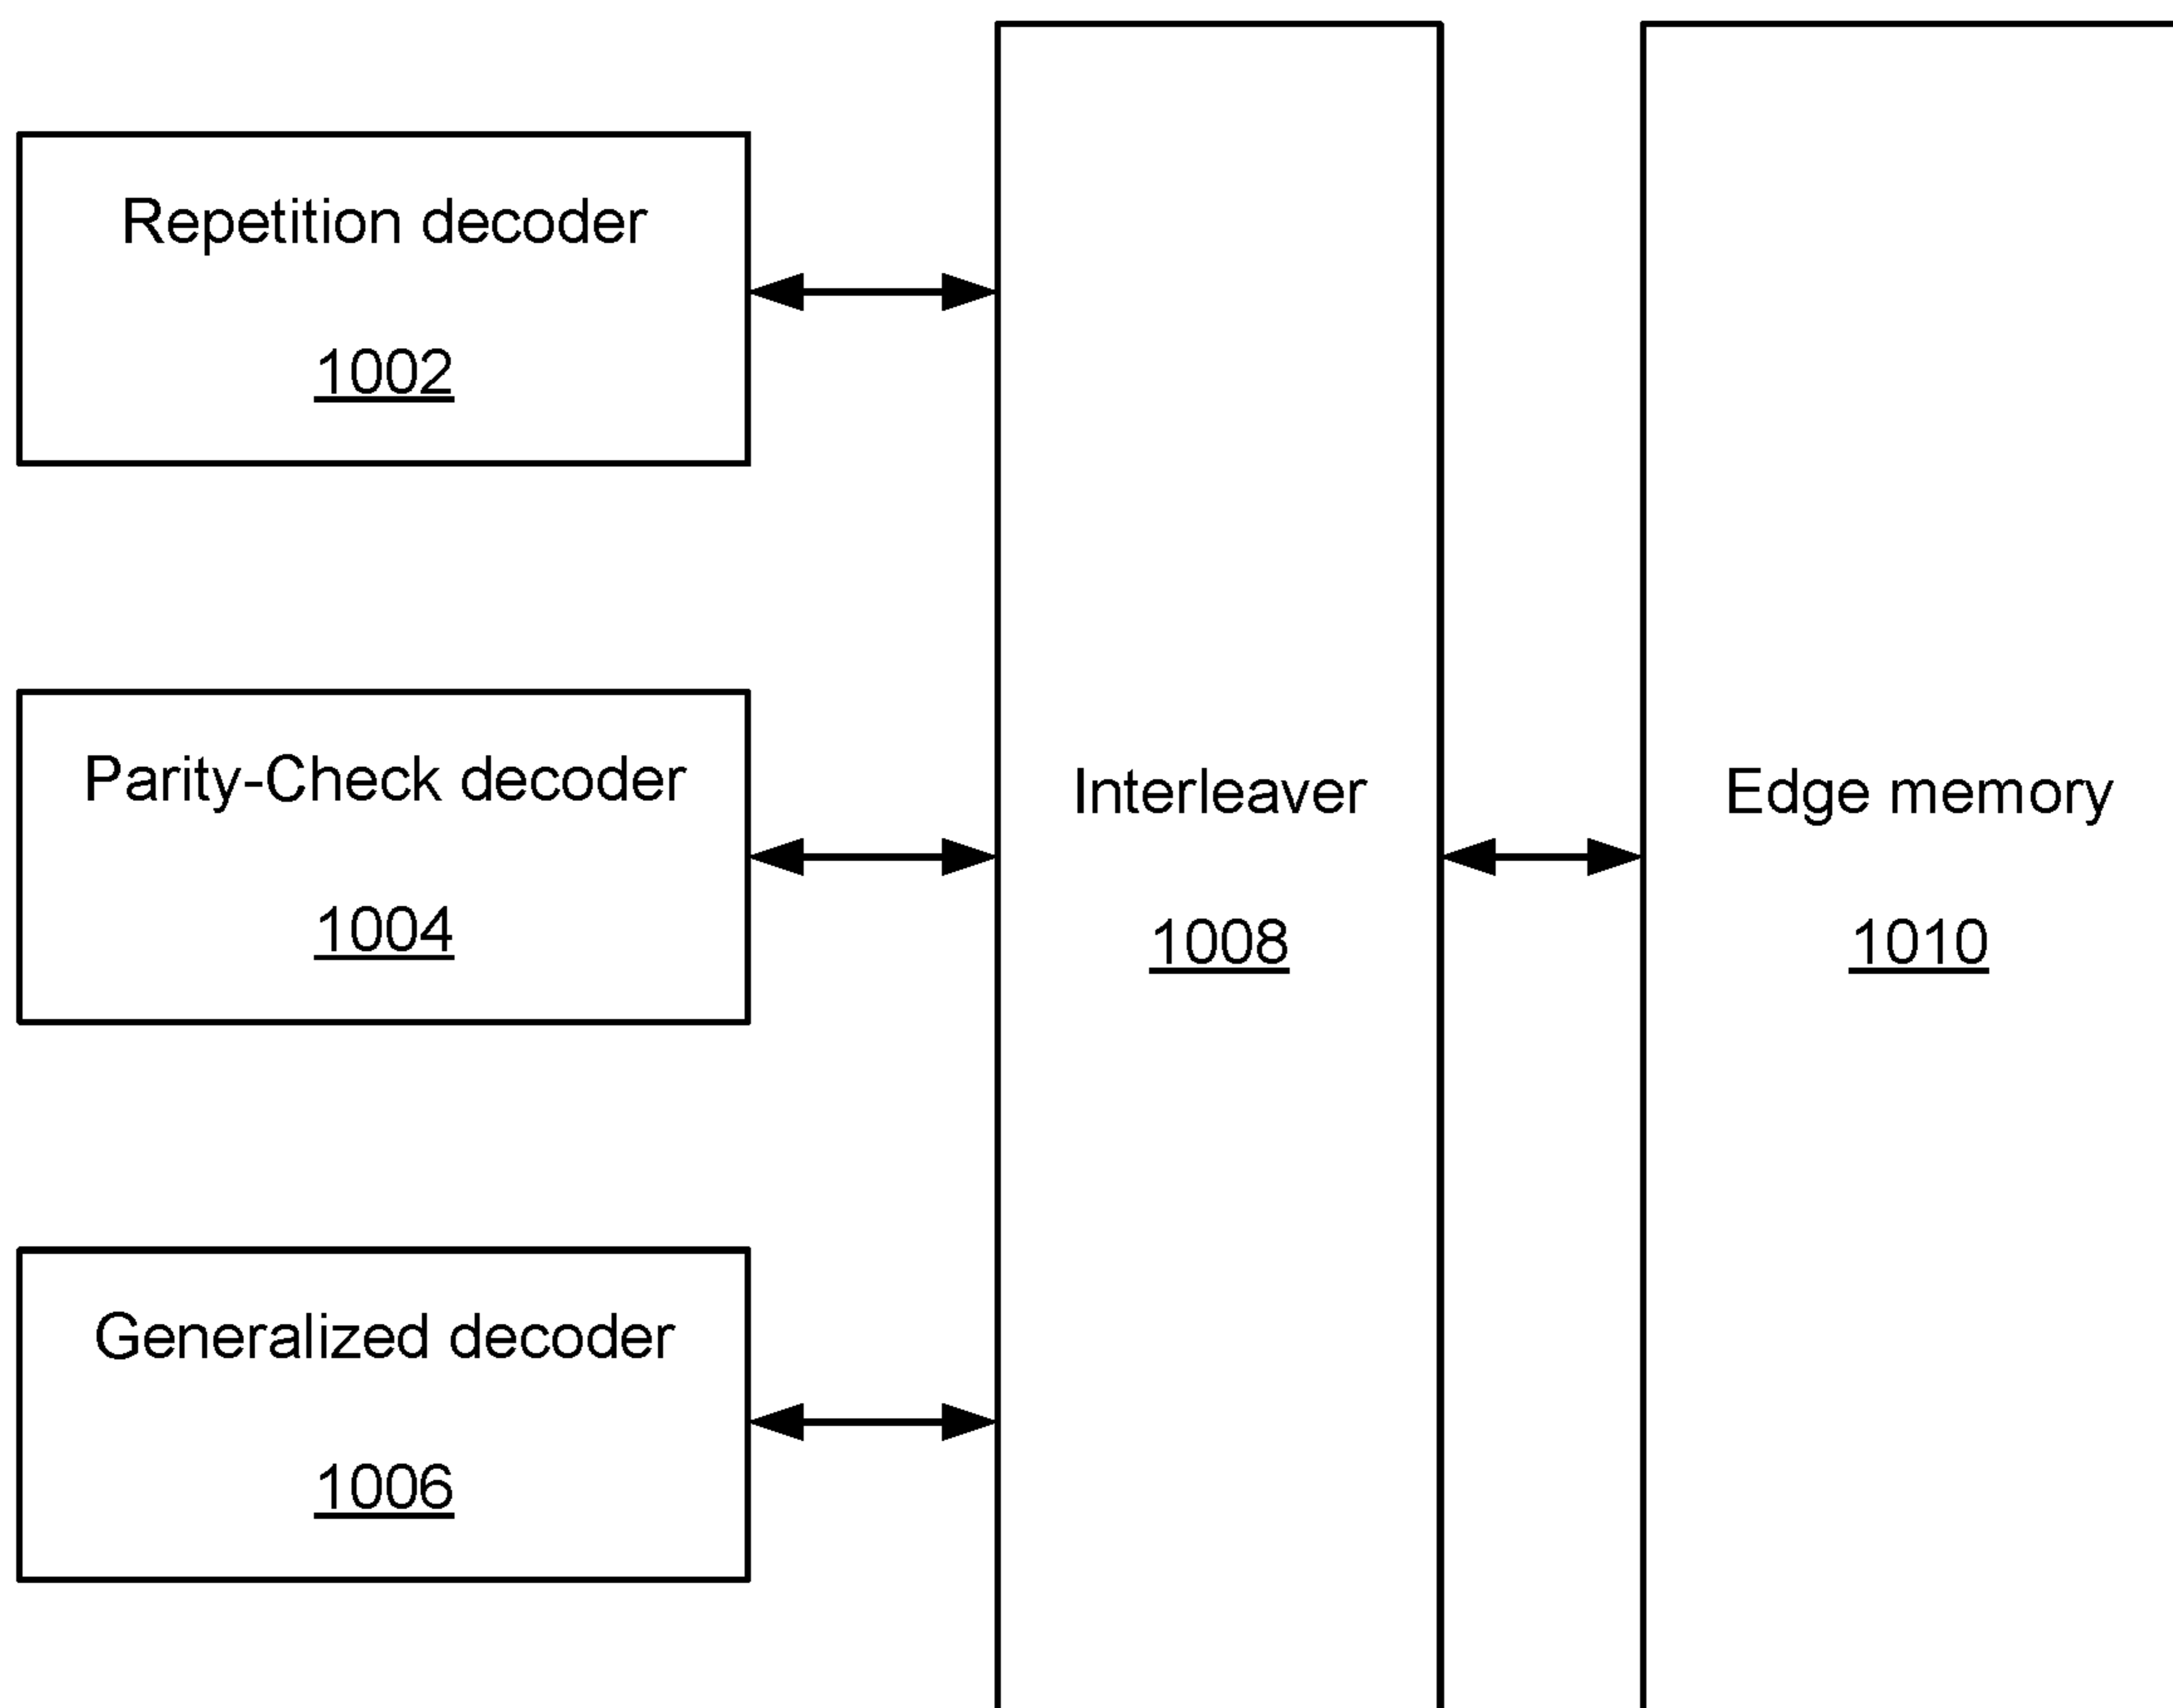 Repetition decoder
1002
Parity-Check decoder
1004
Generalized decoder
1006
Interleaver
1008
Edge memory
1010